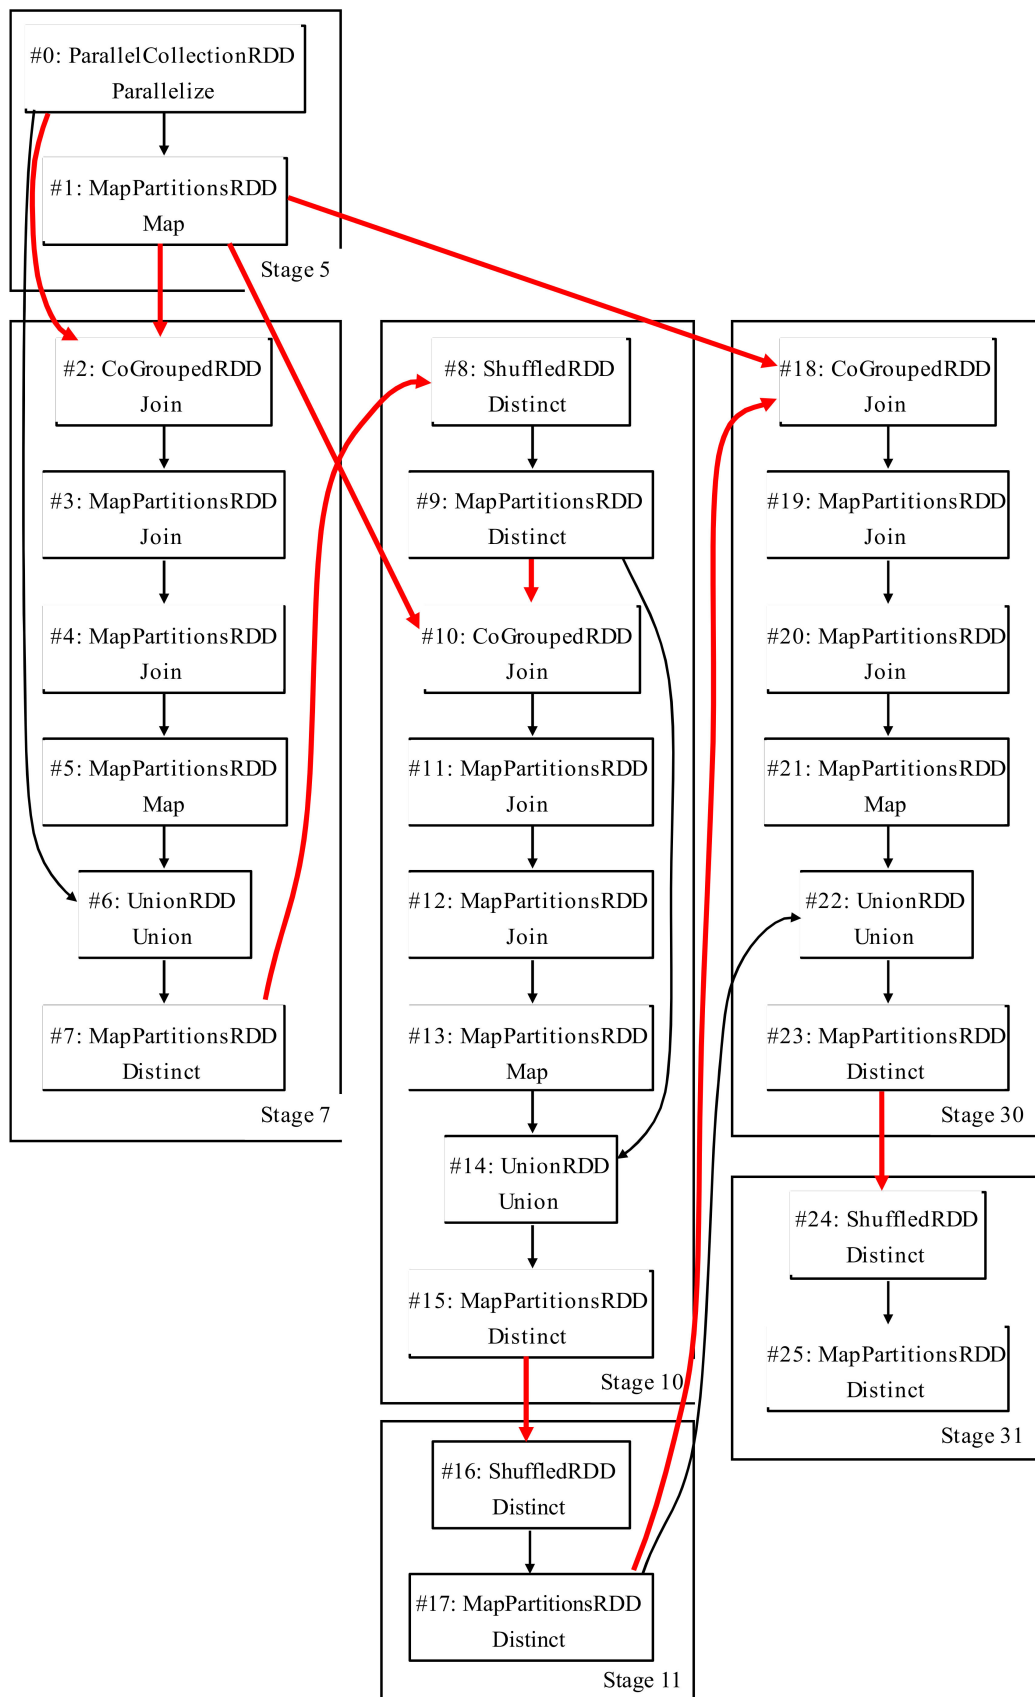 #0: ParallelCollectionRDD
Parallelize
#1: MapPartitionsRDD
Map
Stage 5
#2: CoGroupedRDD
Join
#3: MapPartitionsRDD
Join
#4: MapPartitionsRDD
Join
#5: MapPartitionsRDD
Map
#6: UnionRDD
Union
#7: MapPartitionsRDD
Distinct
Stage 7
#8: ShuffledRDD
Distinct
#9: MapPartitionsRDD
Distinct
#10: CoGroupedRDD
Join
#11: MapPartitionsRDD
Join
#12: MapPartitionsRDD
Join
#13: MapPartitionsRDD
Map
#14: UnionRDD
Union
#15: MapPartitionsRDD
Distinct
Stage 10
#16: ShuffledRDD
Distinct
#17: MapPartitionsRDD
Distinct
Stage 11
#18: CoGroupedRDD
Join
#19: MapPartitionsRDD
Join
#20: MapPartitionsRDD
Join
#21: MapPartitionsRDD
Map
#22: UnionRDD
Union
#23: MapPartitionsRDD
Distinct
Stage 30
#24: ShuffledRDD
Distinct
#25: MapPartitionsRDD
Distinct
Stage 31